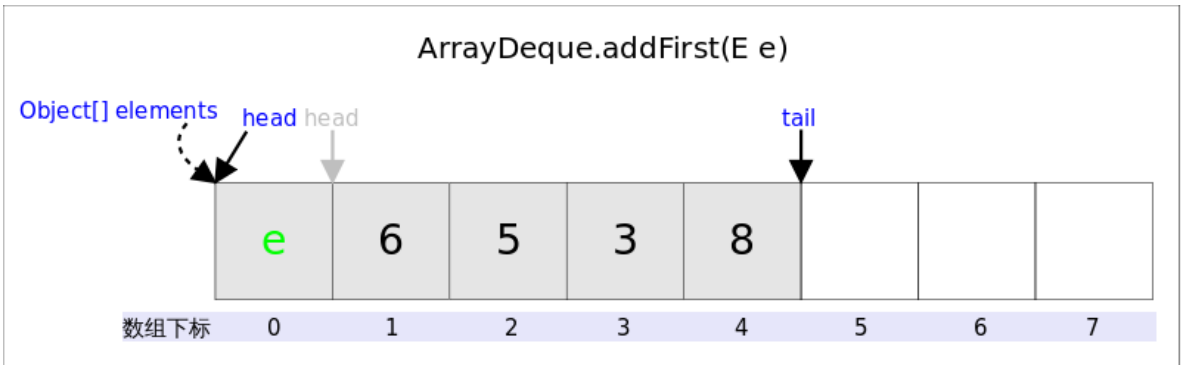 ArrayDeque.addFirst(E e)
Object[] elements head head tail
e 6 5 3 8
数组下标 0 1 2 3 4 5 6 7